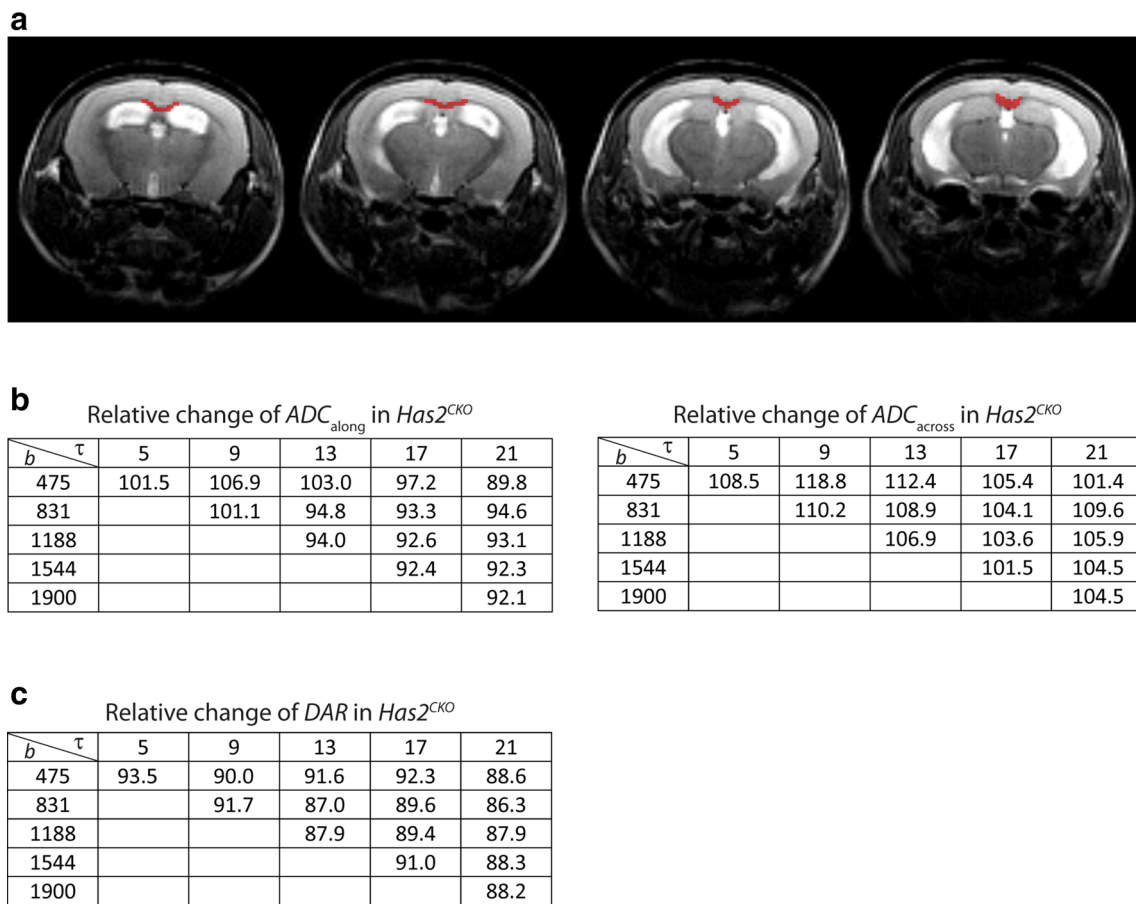 a
b
Relative change of ADCalong in Has2CKO
b τ 5 9 13 17 21
475 101.5 106.9 103.0 97.2 89.8
831 101.1 94.8 93.3 94.6
1188 94.0 92.6 93.1
1544 92.4 92.3
1900 92.1
Relative change of ADCacross in Has2CKO
b τ 5 9 13 17 21
475 108.5 118.8 112.4 105.4 101.4
831 110.2 108.9 104.1 109.6
1188 106.9 103.6 105.9
1544 101.5 104.5
1900 104.5
c
Relative change of DAR in Has2CKO
b τ 5 9 13 17 21
475 93.5 90.0 91.6 92.3 88.6
831 91.7 87.0 89.6 86.3
1188 87.9 89.4 87.9
1544 91.0 88.3
1900 88.2